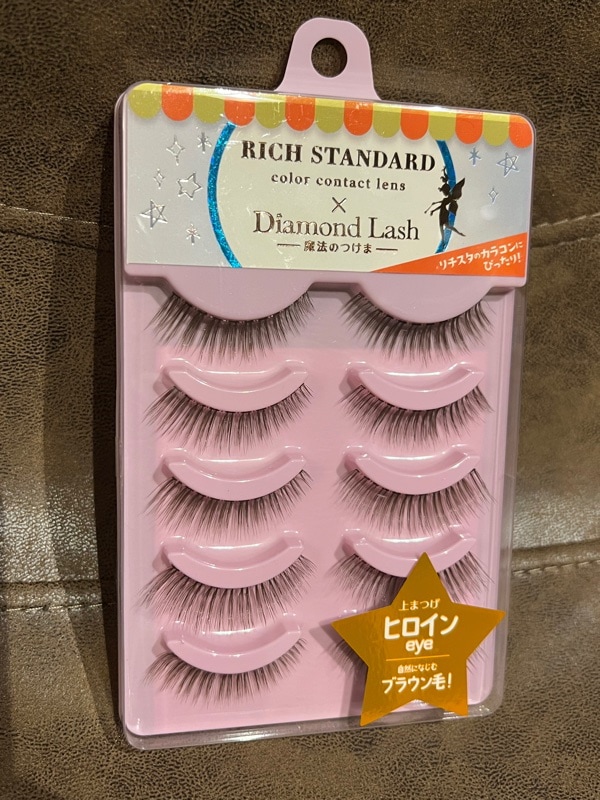 RICH STANDARD
color contact lens
×
Diamond Lash
魔法のつけま
リチスタのカラコンに
ぴったり!
上まつげ
ヒロイン
eye
自然になじむ
ブラウン毛!